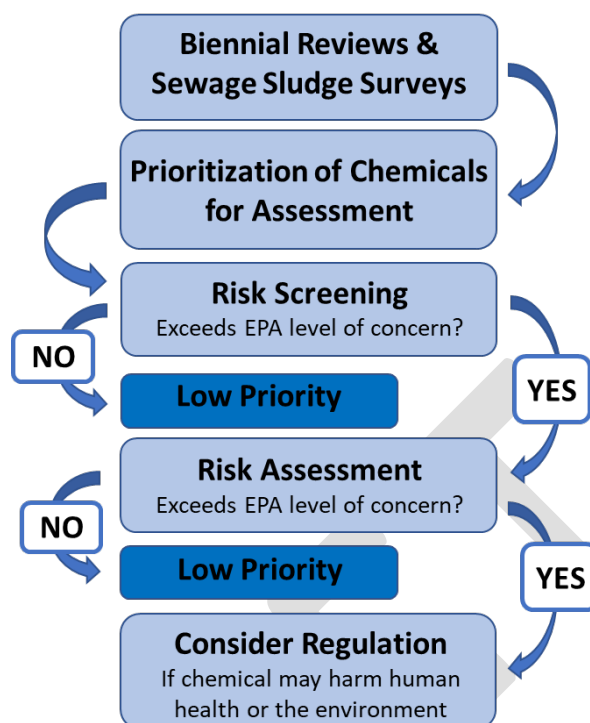 Biennial Reviews &
Sewage Sludge Surveys
Prioritization of Chemicals
for Assessment
Risk Screening
Exceeds EPA level of concern?
NO
Low Priority
YES
Risk Assessment
Exceeds EPA level of concern?
NO
Low Priority
YES
Consider Regulation
If chemical may harm human
health or the environment